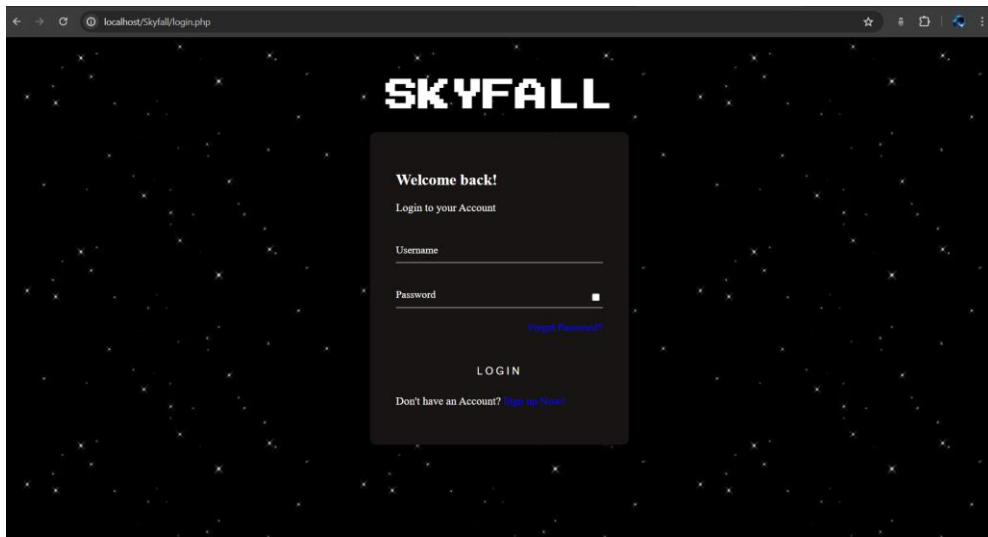 localhost/Skyfall/login.php
SKYFALL
Welcome back!
Login to your Account
Username
Password
Forgot Password?
LOGIN
Don't have an Account? Sign up Now!